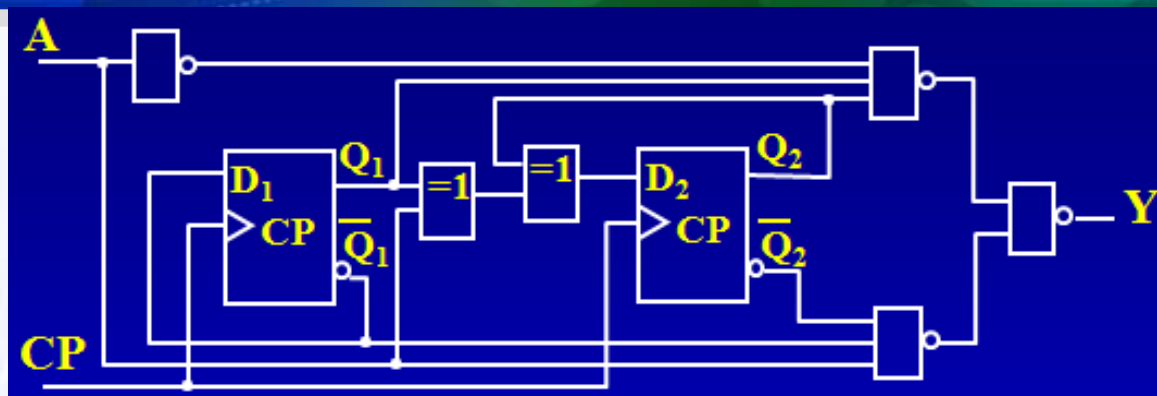 A
Q₁
=1
=1
Q₂
D₁
D₂
CP
Q̅₁
CP
Q̅₂
Y
CP